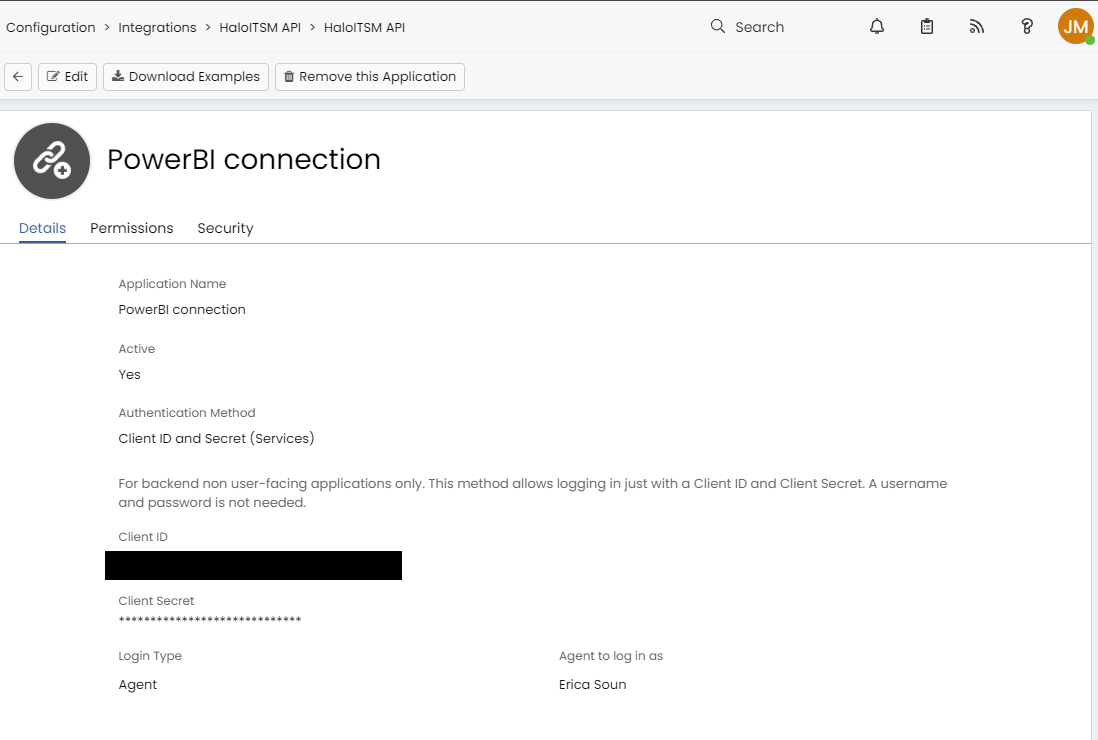 Configuration > Integrations > HaloITSM API > HaloITSM API
Search
JM
Edit
Download Examples
Remove this Application
PowerBI connection
Details
Permissions
Security
Application Name
PowerBI connection
Active
Yes
Authentication Method
Client ID and Secret (Services)
For backend non user-facing applications only. This method allows logging in just with a Client ID and Client Secret. A username
and password is not needed.
Client ID
Client Secret
*****************************
Login Type
Agent to log in as
Agent
Erica Soun